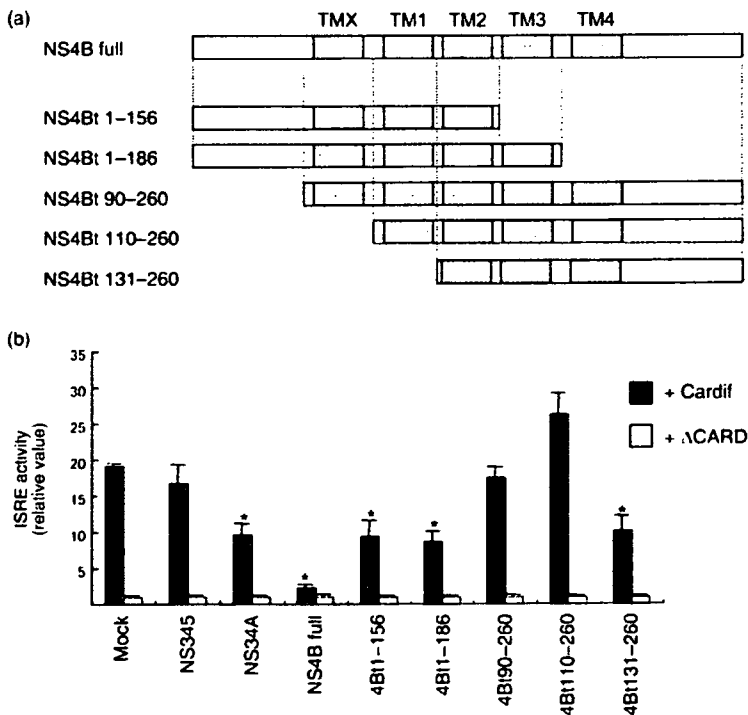 (a)
TMX TM1 TM2 TM3 TM4
NS4B full
NS4Bt 1–156
NS4Bt 1–186
NS4Bt 90–260
NS4Bt 110–260
NS4Bt 131–260
(b)
ISRE activity
(relative value)
35
30
25
20
15
10
5
+ Cardif
+ ΔCARD
* * * * *
Mock
NS345
NS34A
NS4B full
4Bt1–156
4Bt1–186
4Bt90–260
4Bt110–260
4Bt131–260